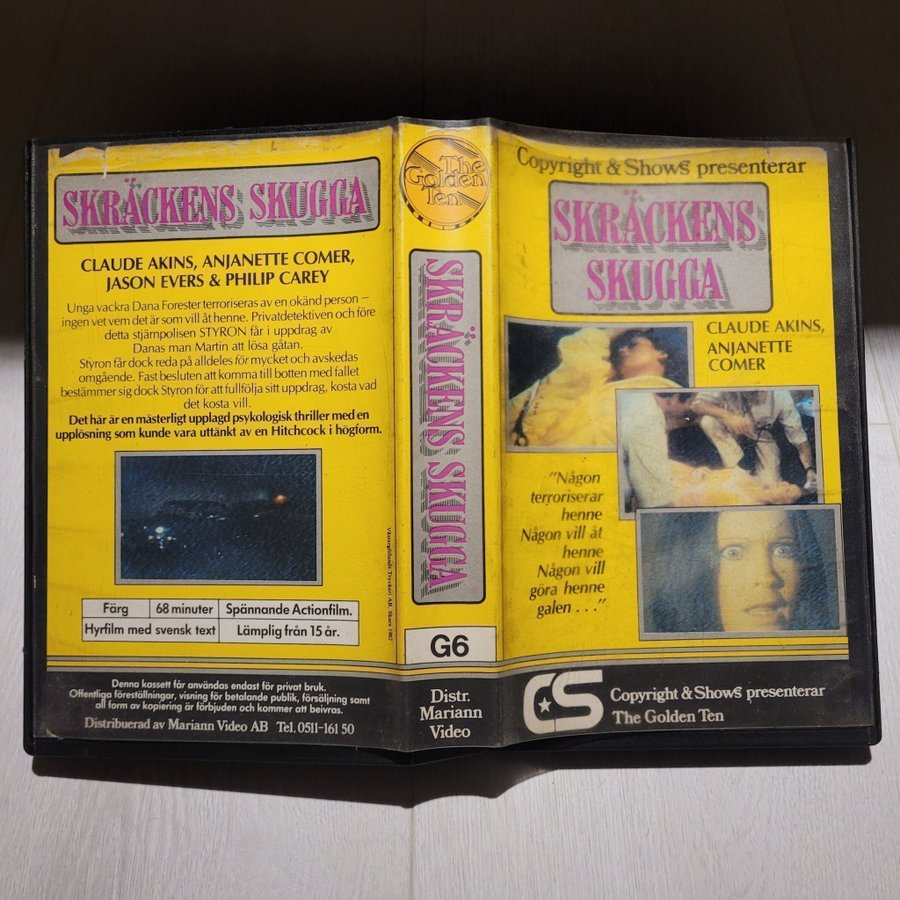 SKRÄCKENS SKUGGA
CLAUDE AKINS, ANJANETTE COMER,
JASON EVERS & PHILIP CAREY
Unga vackra Dana Forester terroriseras av en okänd person –
ingen vet vem det är som vill åt henne. Privatdetektiven och före
detta stjärnpolisen STYRON får i uppdrag av
Danas man Martin att lösa gåtan.
Styron får dock reda på alldeles för mycket och avskedas
omgående. Fast besluten att komma till botten med fallet
bestämmer sig dock Styron för att fullfölja sitt uppdrag, kosta vad
det kosta vill.
Det här är en mästerligt upplagd psykologisk thriller med en
upplösning som kunde vara uttänkt av en Hitchcock i högform.
Västergötlands Tryckeri AB, Skara 1982
Färg
68 minuter
Spännande Actionfilm.
Hyrfilm med svensk text
Lämplig från 15 år.
Denna kassett får användas endast för privat bruk.
Offentliga föreställningar, visning för betalande publik, försäljning samt
all form av kopiering är förbjuden och kommer att beivras.
Distribuerad av Mariann Video AB Tel. 0511-161 50
The
Golden
Ten
SKRÄCKENS SKUGGA
G6
Distr.
Mariann
Video
Copyright & Shows presenterar
SKRÄCKENS
SKUGGA
CLAUDE AKINS,
ANJANETTE
COMER
"Någon
terroriserar
henne
Någon vill åt
henne
Någon vill
göra henne
galen . . ."
CS
Copyright & Shows presenterar
The Golden Ten